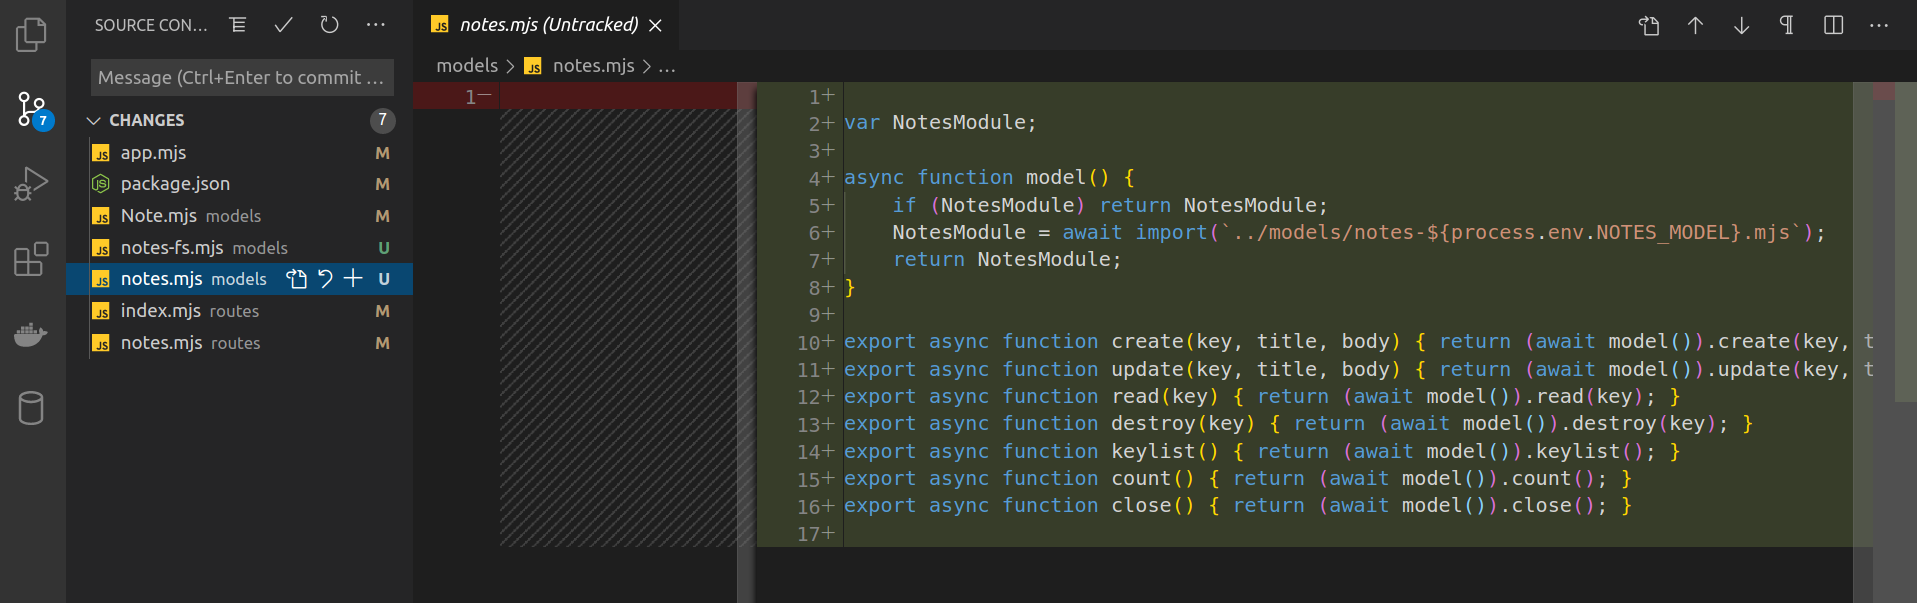 SOURCE CON...
Message (Ctrl+Enter to commit ...
CHANGES 7
app.mjs M
package.json M
Note.mjs models M
notes-fs.mjs models U
notes.mjs models U
index.mjs routes M
notes.mjs routes M
7
JS notes.mjs (Untracked)
models > JS notes.mjs > ...
1—
1+
2+ var NotesModule;
3+
4+ async function model() {
5+     if (NotesModule) return NotesModule;
6+     NotesModule = await import(`../models/notes-${process.env.NOTES_MODEL}.mjs`);
7+     return NotesModule;
8+ }
9+
10+ export async function create(key, title, body) { return (await model()).create(key, t
11+ export async function update(key, title, body) { return (await model()).update(key, t
12+ export async function read(key) { return (await model()).read(key); }
13+ export async function destroy(key) { return (await model()).destroy(key); }
14+ export async function keylist() { return (await model()).keylist(); }
15+ export async function count() { return (await model()).count(); }
16+ export async function close() { return (await model()).close(); }
17+